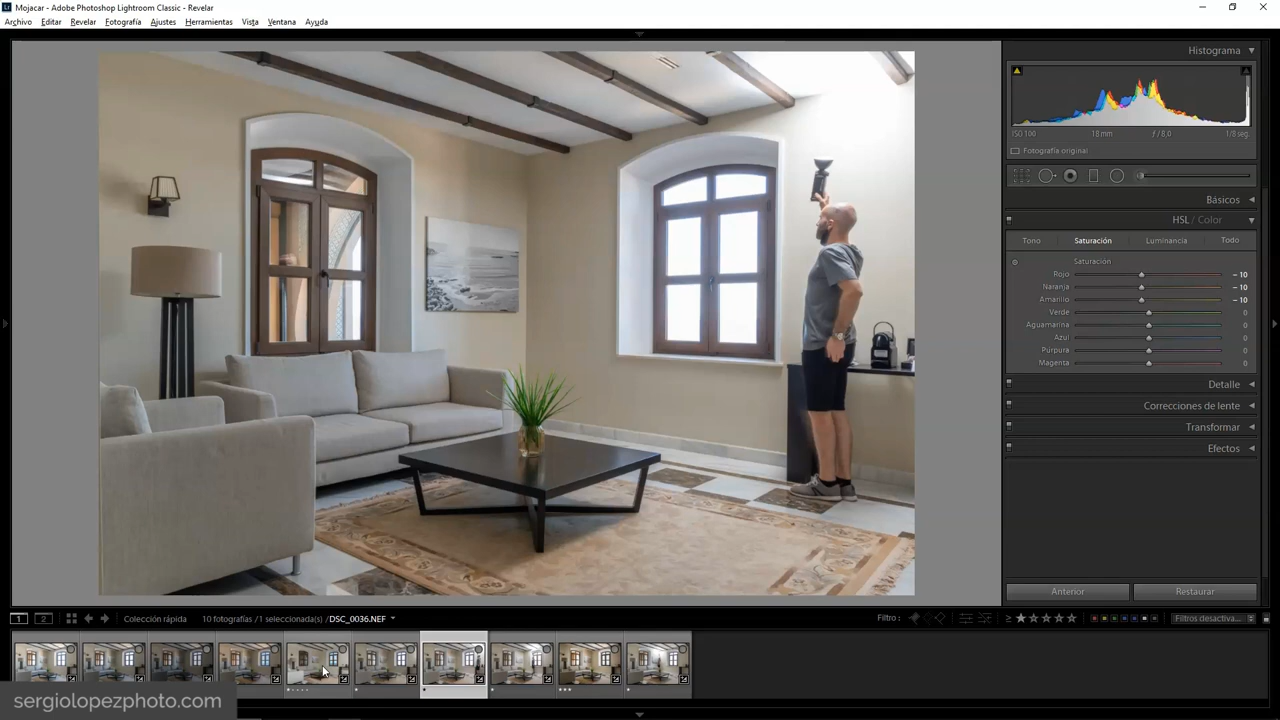 Mojacar - Adobe Photoshop Lightroom Classic - Revelar
Archivo Editar Revelar Fotografía Ajustes Herramientas Vista Ventana Ayuda
Histograma
ISO 100 18 mm ƒ / 8,0 1/8 seg.
Fotografía original
Básicos
HSL / Color
Tono Saturación Luminancia Todo
Saturación
Rojo - 10
Naranja - 10
Amarillo - 10
Verde 0
Aguamarina 0
Azul 0
Púrpura 0
Magenta 0
Detalle
Correcciones de lente
Transformar
Efectos
Anterior Restaurar
1 2 Colección rápida 10 fotografías /1 seleccionada(s) /DSC_0036.NEF Filtro : Filtros desactiva...
sergiolopezphoto.com